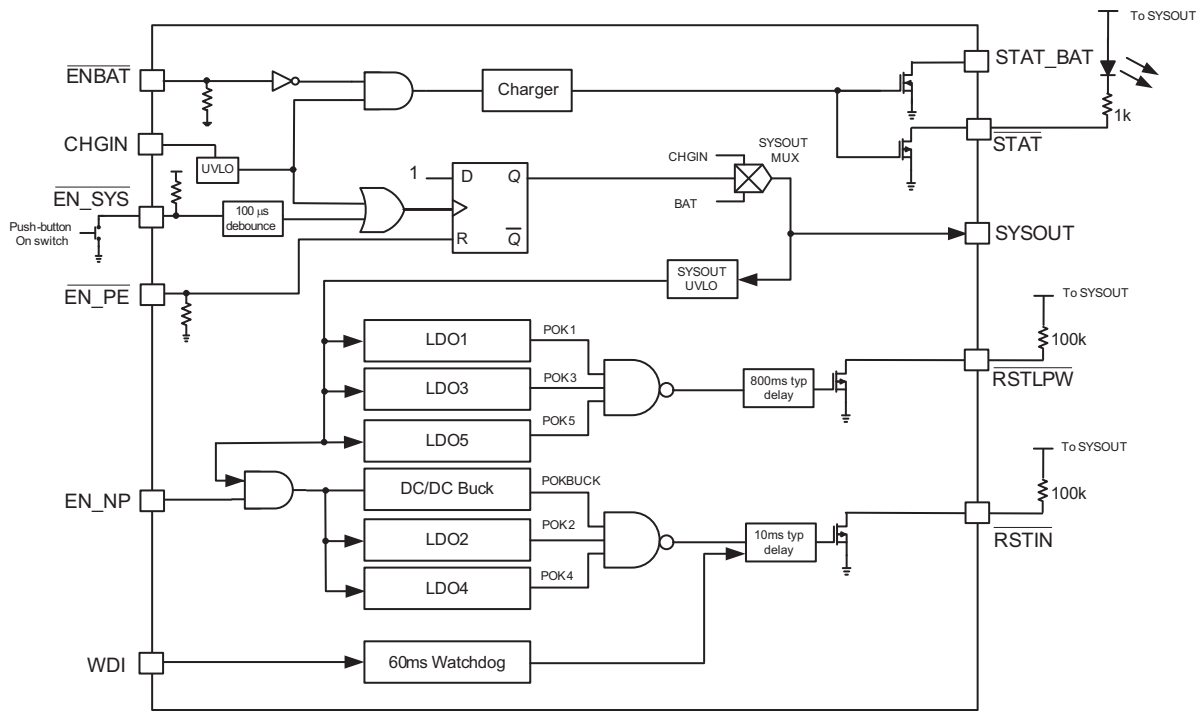 To SYSOUT
ENBAT
Charger
STAT_BAT
1k
CHGIN
UVLO
STAT
CHGIN
SYSOUT
MUX
BAT
1
D
Q
R
Q
EN_SYS
100 µs
debounce
Push-button
On switch
SYSOUT
SYSOUT
UVLO
EN_PE
To SYSOUT
100k
LDO1
POK1
LDO3
POK3
800ms typ
delay
RSTLPW
LDO5
POK5
To SYSOUT
100k
EN_NP
DC/DC Buck
POKBUCK
LDO2
POK2
10ms typ
delay
RSTIN
LDO4
POK4
WDI
60ms Watchdog